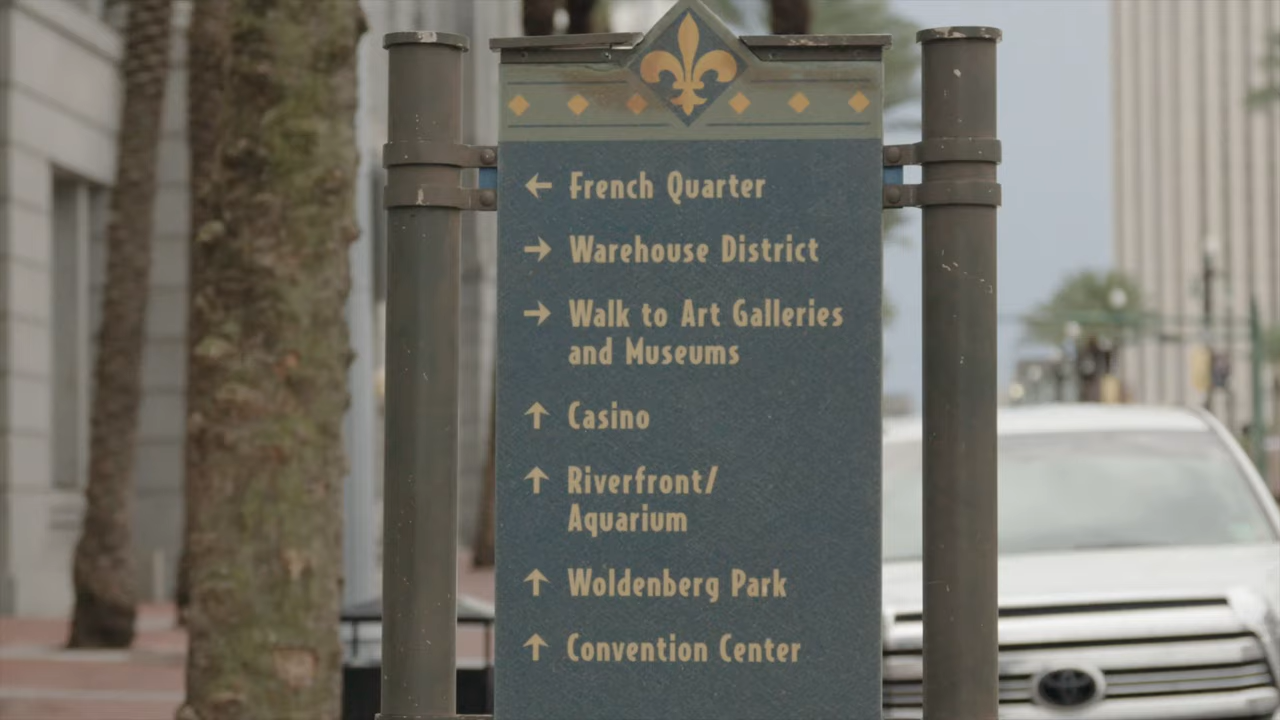 ← French Quarter
→ Warehouse District
→ Walk to Art Galleries
and Museums
↑ Casino
↑ Riverfront/
Aquarium
↑ Woldenberg Park
↑ Convention Center